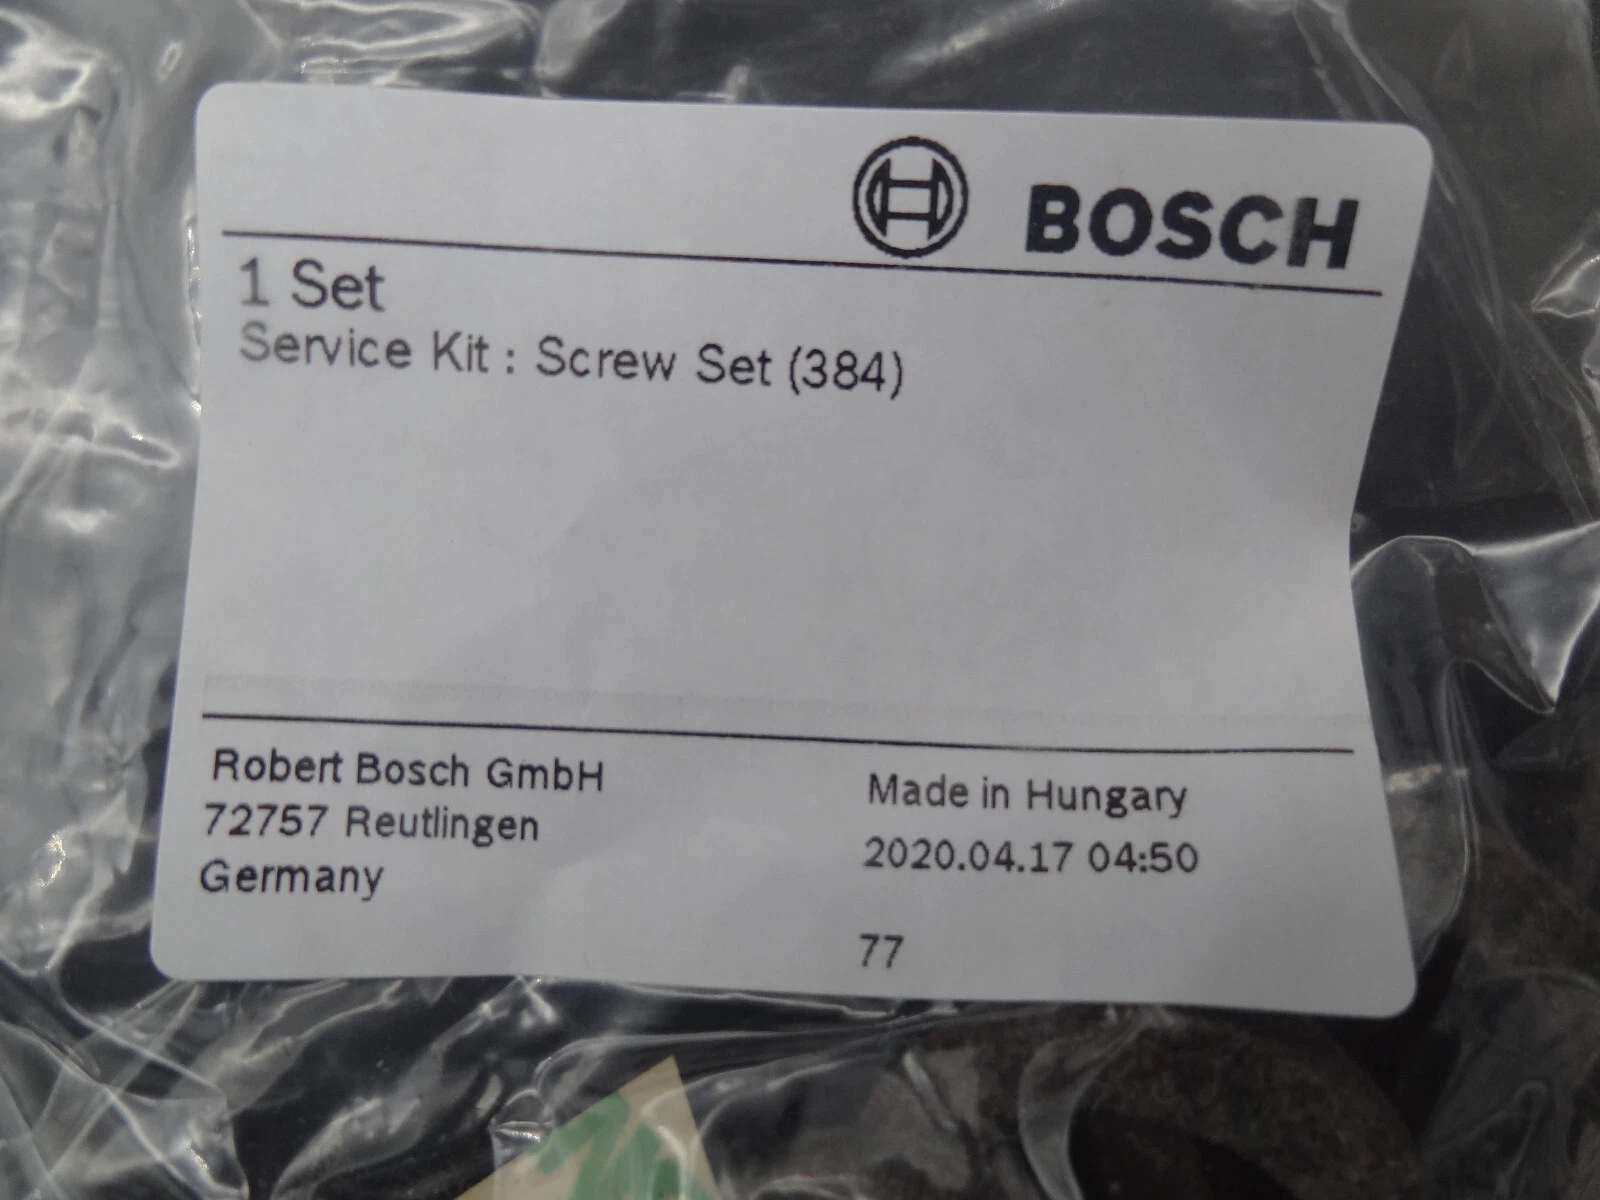 BOSCH
1 Set
Service Kit : Screw Set (384)
Robert Bosch GmbH
72757 Reutlingen
Germany
Made in Hungary
2020.04.17 04:50
77